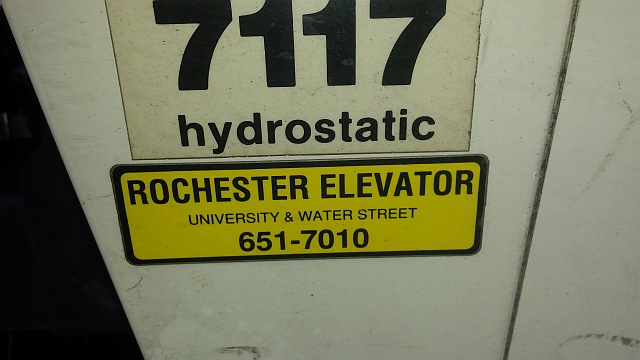 7117
hydrostatic
ROCHESTER ELEVATOR
UNIVERSITY & WATER STREET
651-7010